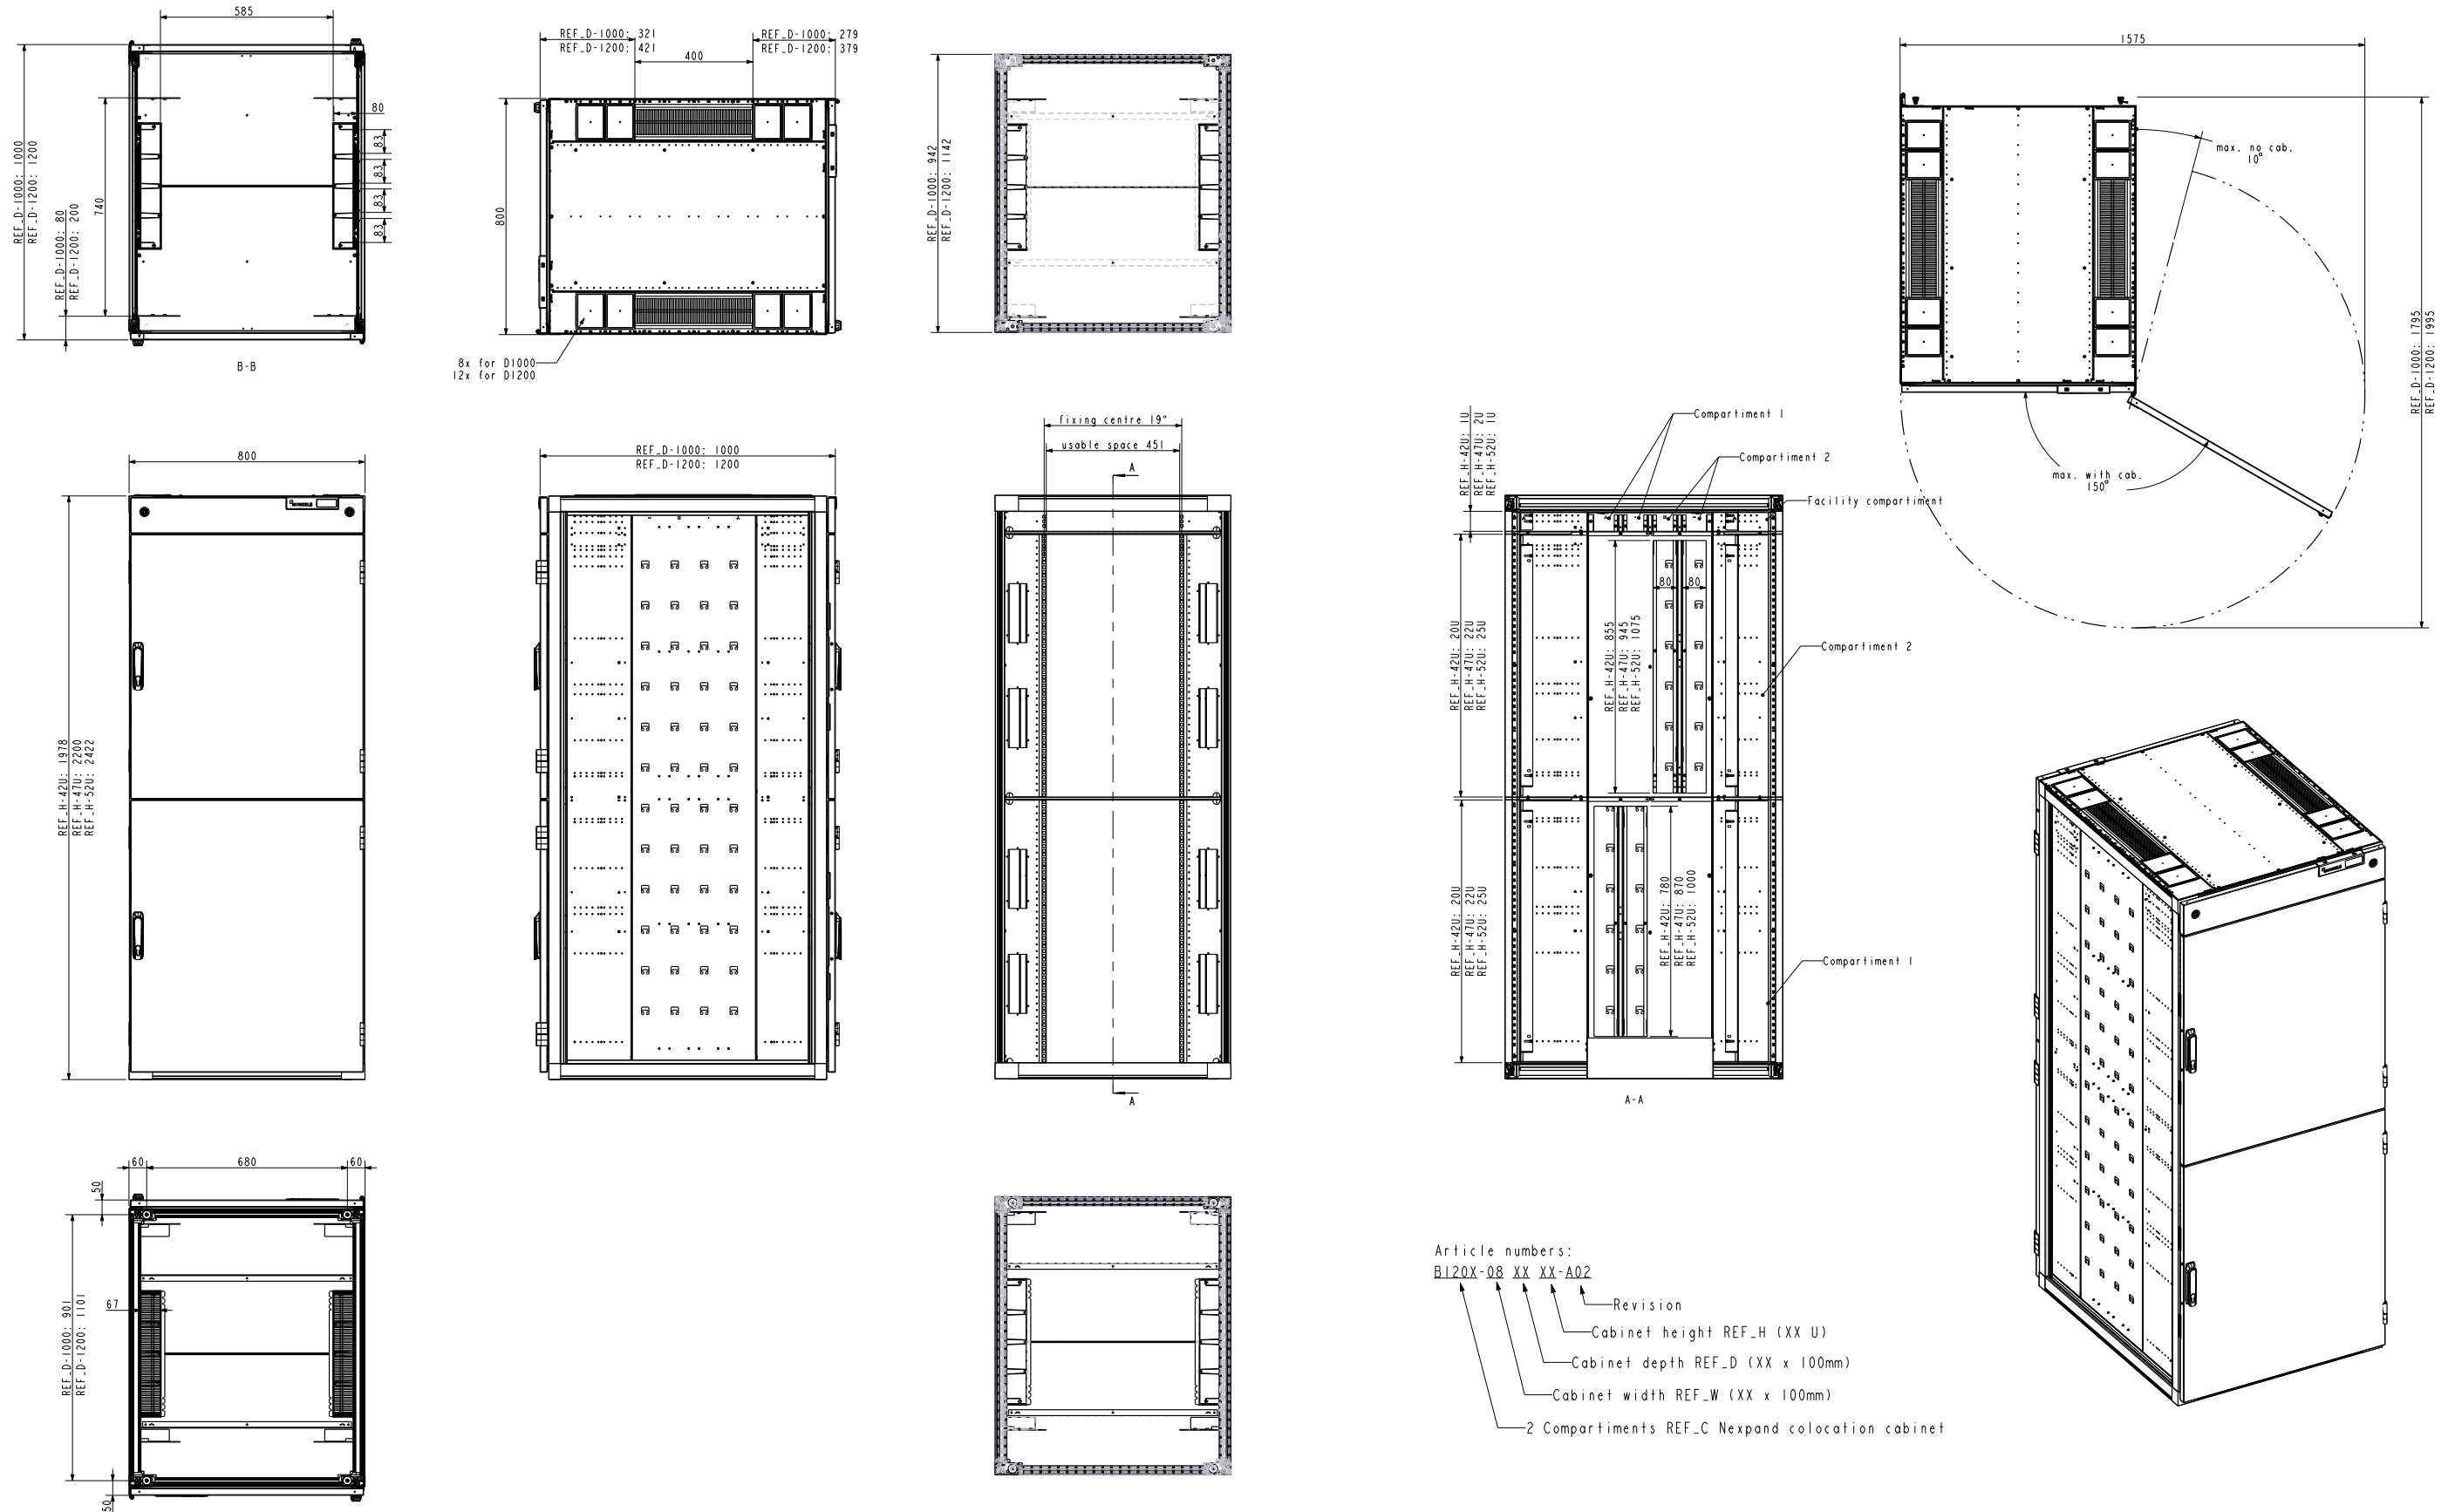 585
REF_D-1000: 1000
REF_D-1200: 1200
REF_D-1000: 80
REF_D-1200: 200
740
80
83
83
83
83
B-B
REF_D-1000: 321
REF_D-1200: 421
400
REF_D-1000: 279
REF_D-1200: 379
800
8x for D1000
12x for D1200
REF_D-1000: 942
REF_D-1200: 1142
1575
max. no cab.
10°
max. with cab.
150°
REF_D-1000: 1795
REF_D-1200: 1995
800
REF_H-42U: 1978
REF_H-47U: 2200
REF_H-52U: 2422
MINKELS
REF_D-1000: 1000
REF_D-1200: 1200
fixing centre 19"
usable space 451
A
A
REF_H-42U: 1U
REF_H-47U: 2U
REF_H-52U: 1U
Compartiment 1
Compartiment 2
Facility compartiment
REF_H-42U: 20U
REF_H-47U: 22U
REF_H-52U: 25U
REF_H-42U: 855
REF_H-47U: 945
REF_H-52U: 1075
80
80
Compartiment 2
REF_H-42U: 20U
REF_H-47U: 22U
REF_H-52U: 25U
REF_H-42U: 780
REF_H-47U: 870
REF_H-52U: 1000
Compartiment 1
A-A
60
680
60
50
67
REF_D-1000: 901
REF_D-1200: 1101
50
Article numbers:
B120X-08 XX XX-A02
Revision
Cabinet height REF_H (XX U)
Cabinet depth REF_D (XX x 100mm)
Cabinet width REF_W (XX x 100mm)
2 Compartiments REF_C Nexpand colocation cabinet